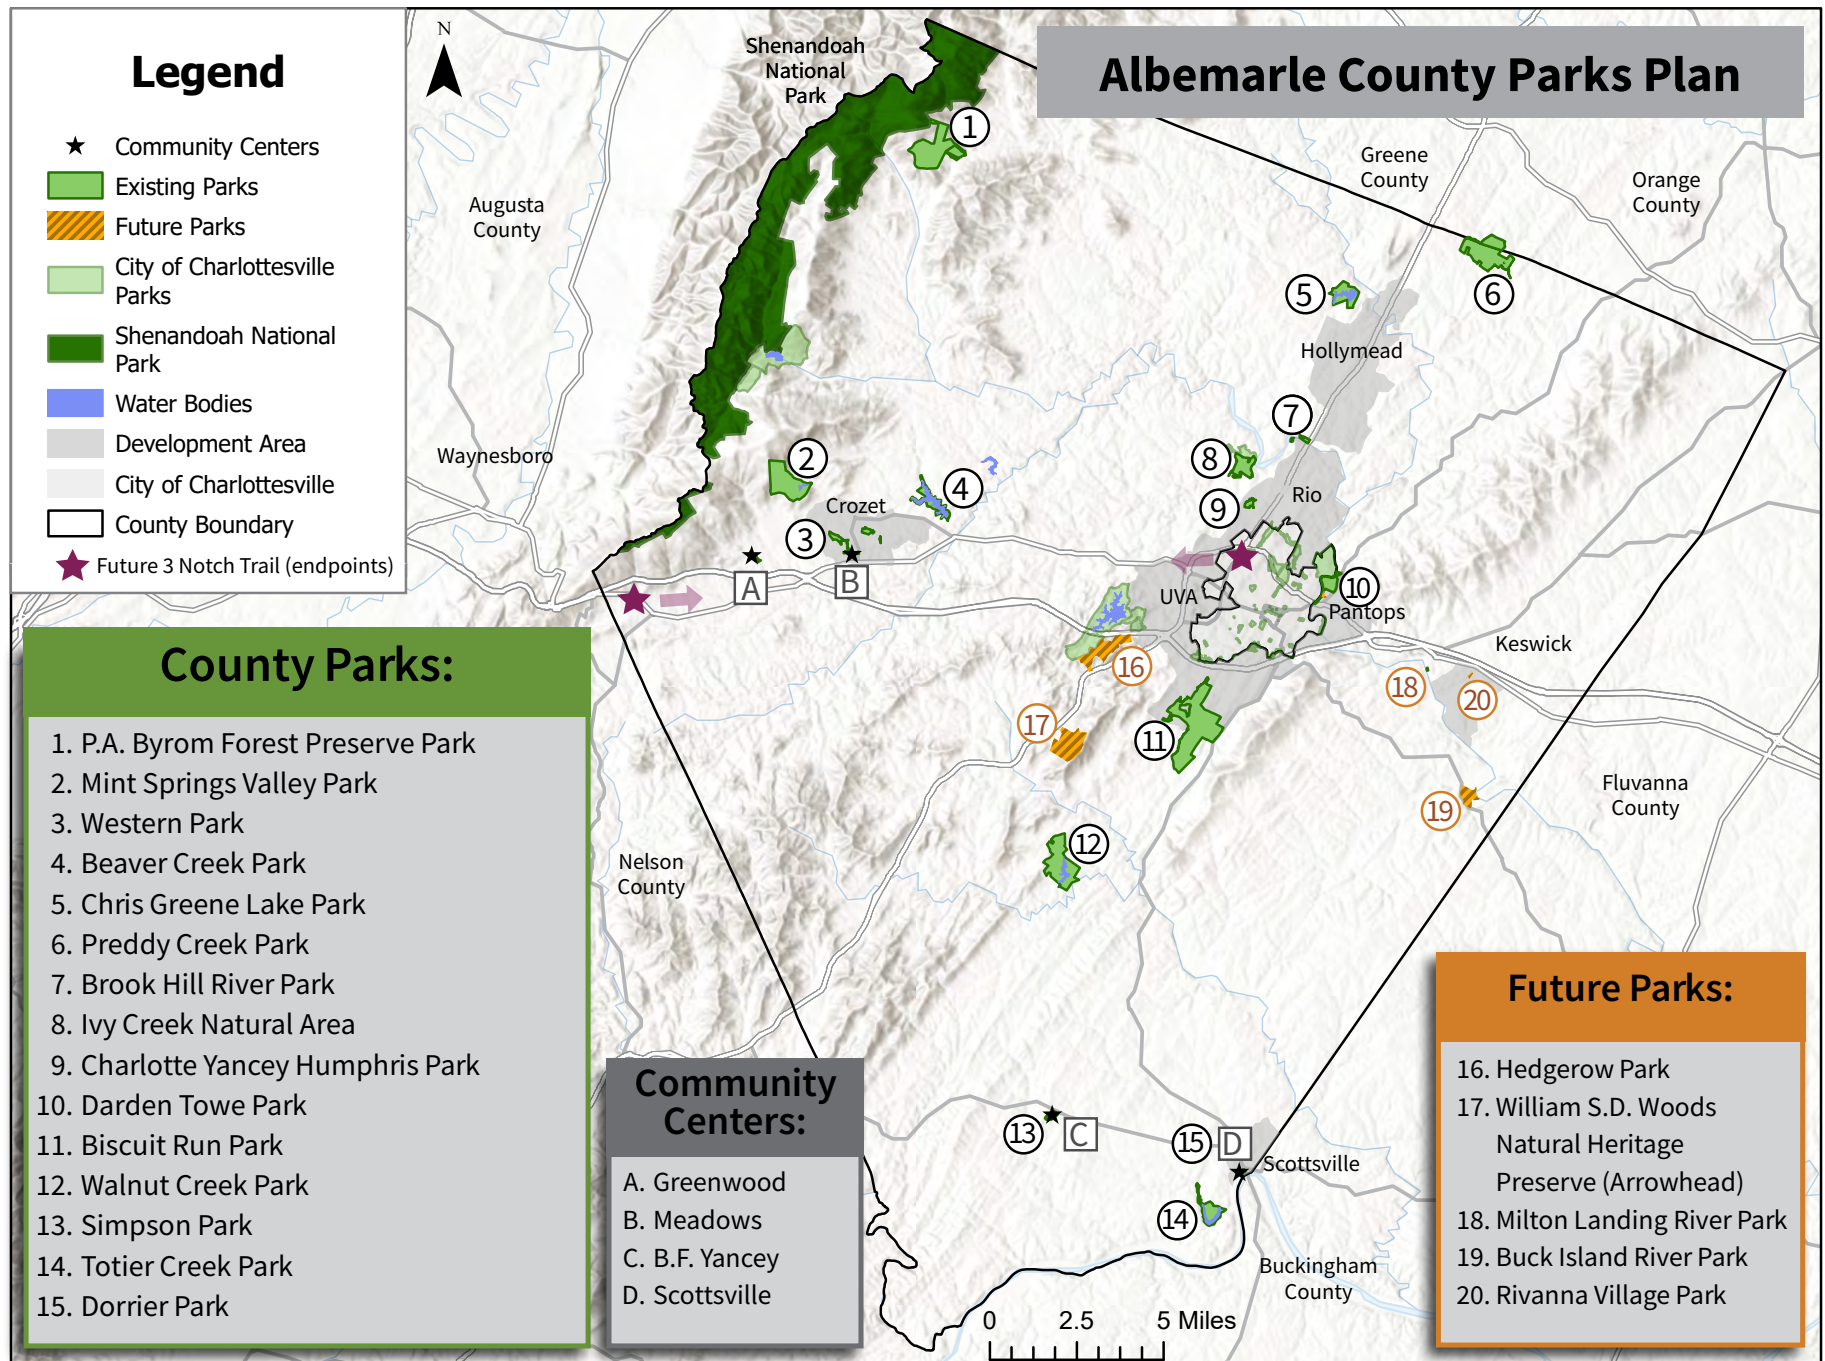 Albemarle County Parks Plan
Legend
Community Centers
Existing Parks
Future Parks
City of Charlottesville
Parks
Shenandoah National
Park
Water Bodies
Development Area
City of Charlottesville
County Boundary
Future 3 Notch Trail (endpoints)
N
Shenandoah
National
Park
Augusta
County
Waynesboro
Greene
County
Orange
County
Hollymead
Crozet
Rio
UVA
Pantops
Keswick
Fluvanna
County
Nelson
County
Scottsville
Buckingham
County
1
2
3
4
5
6
7
8
9
10
11
12
13
14
15
16
17
18
19
20
A
B
C
D
0 2.5 5 Miles
County Parks:
1. P.A. Byrom Forest Preserve Park
2. Mint Springs Valley Park
3. Western Park
4. Beaver Creek Park
5. Chris Greene Lake Park
6. Preddy Creek Park
7. Brook Hill River Park
8. Ivy Creek Natural Area
9. Charlotte Yancey Humphris Park
10. Darden Towe Park
11. Biscuit Run Park
12. Walnut Creek Park
13. Simpson Park
14. Totier Creek Park
15. Dorrier Park
Community
Centers:
A. Greenwood
B. Meadows
C. B.F. Yancey
D. Scottsville
Future Parks:
16. Hedgerow Park
17. William S.D. Woods
Natural Heritage
Preserve (Arrowhead)
18. Milton Landing River Park
19. Buck Island River Park
20. Rivanna Village Park